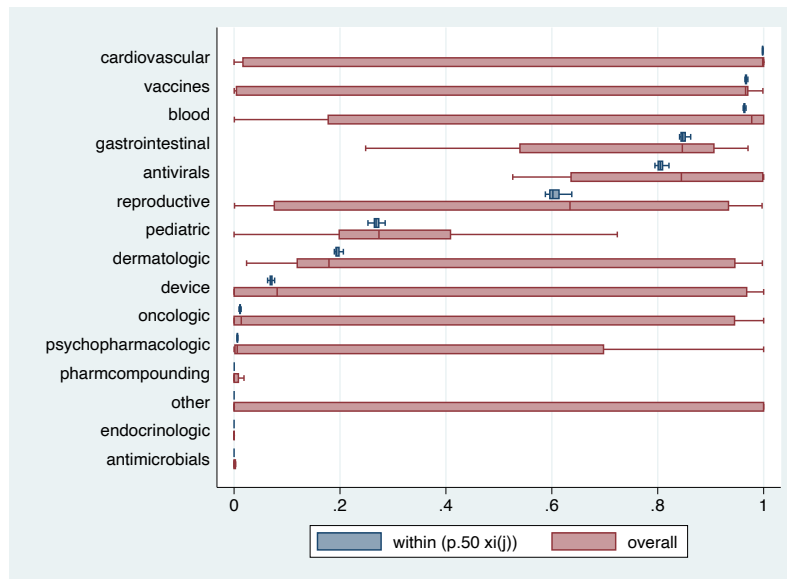 cardiovascular
vaccines
blood
gastrointestinal
antivirals
reproductive
pediatric
dermatologic
device
oncologic
psychopharmacologic
pharmcompounding
other
endocrinologic
antimicrobials
0 .2 .4 .6 .8 1
within (p.50 xi(j)) overall